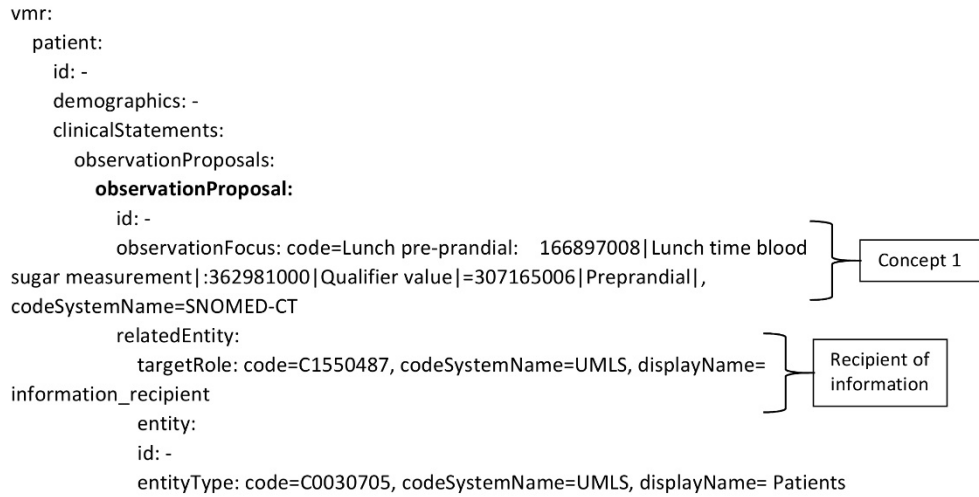 vmr:
patient:
id: -
demographics: -
clinicalStatements:
observationProposals:
observationProposal:
id: -
observationFocus: code=Lunch pre-prandial: 166897008|Lunch time blood
sugar measurement|:362981000|Qualifier value|=307165006|Preprandial|,
codeSystemName=SNOMED-CT
Concept 1
relatedEntity:
targetRole: code=C1550487, codeSystemName=UMLS, displayName=
information_recipient
Recipient of
information
entity:
id: -
entityType: code=C0030705, codeSystemName=UMLS, displayName= Patients